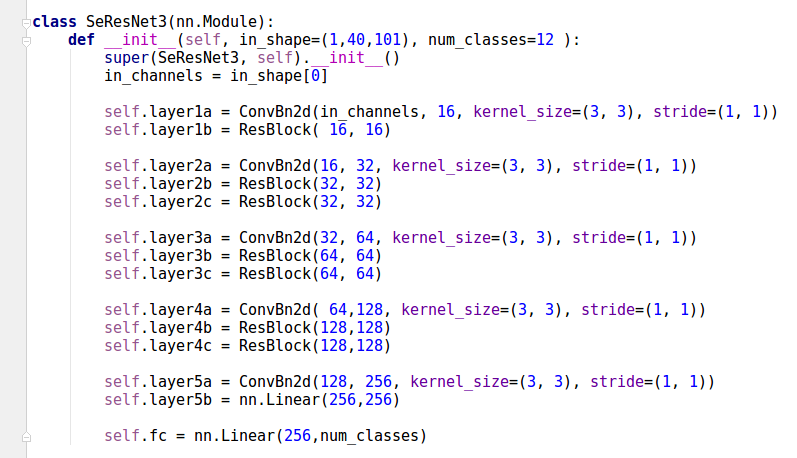 class SeResNet3(nn.Module):
    def __init__(self, in_shape=(1,40,101), num_classes=12 ):
        super(SeResNet3, self).__init__()
        in_channels = in_shape[0]

        self.layer1a = ConvBn2d(in_channels, 16, kernel_size=(3, 3), stride=(1, 1))
        self.layer1b = ResBlock( 16, 16)

        self.layer2a = ConvBn2d(16, 32, kernel_size=(3, 3), stride=(1, 1))
        self.layer2b = ResBlock(32, 32)
        self.layer2c = ResBlock(32, 32)

        self.layer3a = ConvBn2d(32, 64, kernel_size=(3, 3), stride=(1, 1))
        self.layer3b = ResBlock(64, 64)
        self.layer3c = ResBlock(64, 64)

        self.layer4a = ConvBn2d( 64,128, kernel_size=(3, 3), stride=(1, 1))
        self.layer4b = ResBlock(128,128)
        self.layer4c = ResBlock(128,128)

        self.layer5a = ConvBn2d(128, 256, kernel_size=(3, 3), stride=(1, 1))
        self.layer5b = nn.Linear(256,256)

        self.fc = nn.Linear(256,num_classes)